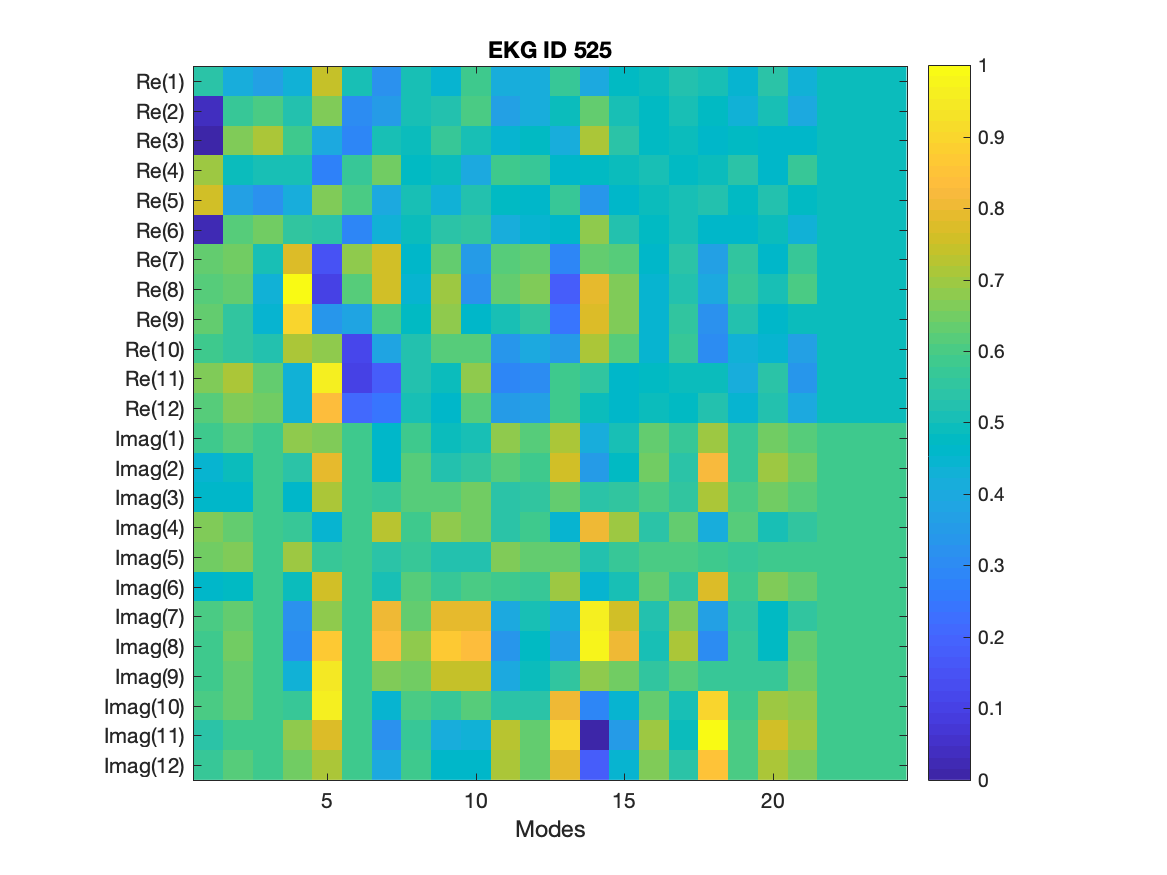 EKG ID 525
Re(1)
Re(2)
Re(3)
Re(4)
Re(5)
Re(6)
Re(7)
Re(8)
Re(9)
Re(10)
Re(11)
Re(12)
Imag(1)
Imag(2)
Imag(3)
Imag(4)
Imag(5)
Imag(6)
Imag(7)
Imag(8)
Imag(9)
Imag(10)
Imag(11)
Imag(12)
5 10 15 20
Modes
1
0.9
0.8
0.7
0.6
0.5
0.4
0.3
0.2
0.1
0